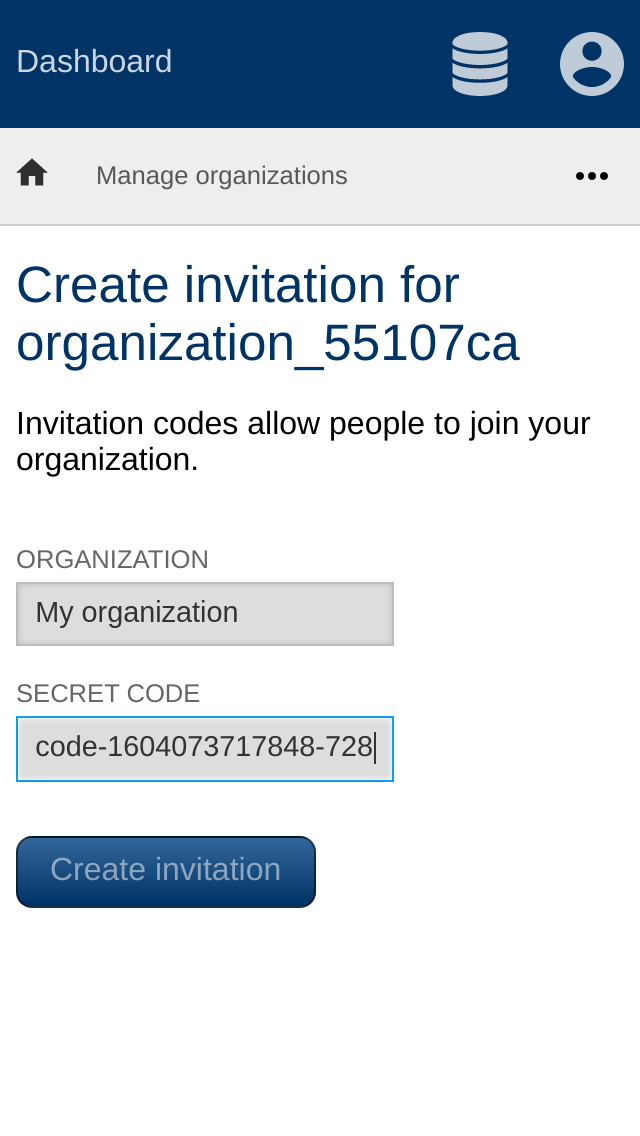 Dashboard
Manage organizations
Create invitation for
organization_55107ca
Invitation codes allow people to join your
organization.
ORGANIZATION
My organization
SECRET CODE
code-1604073717848-728
Create invitation